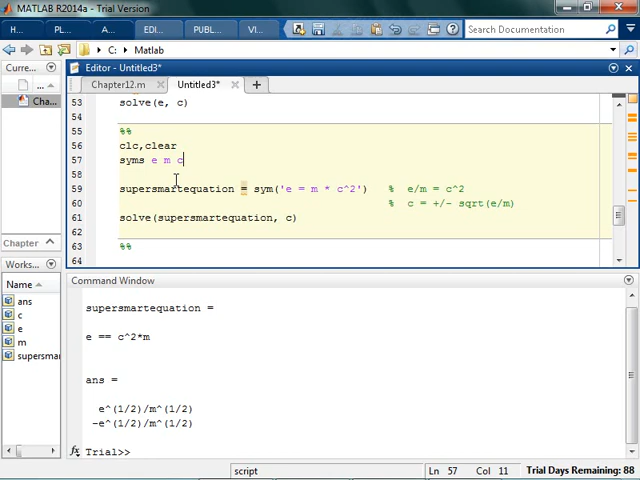 MATLAB R2014a - Trial Version
H... PL... A... EDI... PUBL... VI... Search Documentation
C: Matlab
Curre... Editor - Untitled3*
... Chapter12.m Untitled3*
Cha...
53 solve(e, c)
54
55 %%
56 clc,clear
57 syms e m c
58
59 supersmartequation = sym('e = m * c^2') % e/m = c^2
60 % c = +/- sqrt(e/m)
61 solve(supersmartequation, c)
62
63 %%
64
Chapter
Works... Command Window
Name
ans
c
e
m
supersmar
supersmartequation =
e == c^2*m
ans =
e^(1/2)/m^(1/2)
-e^(1/2)/m^(1/2)
fx Trial>>
script Ln 57 Col 11 Trial Days Remaining: 88